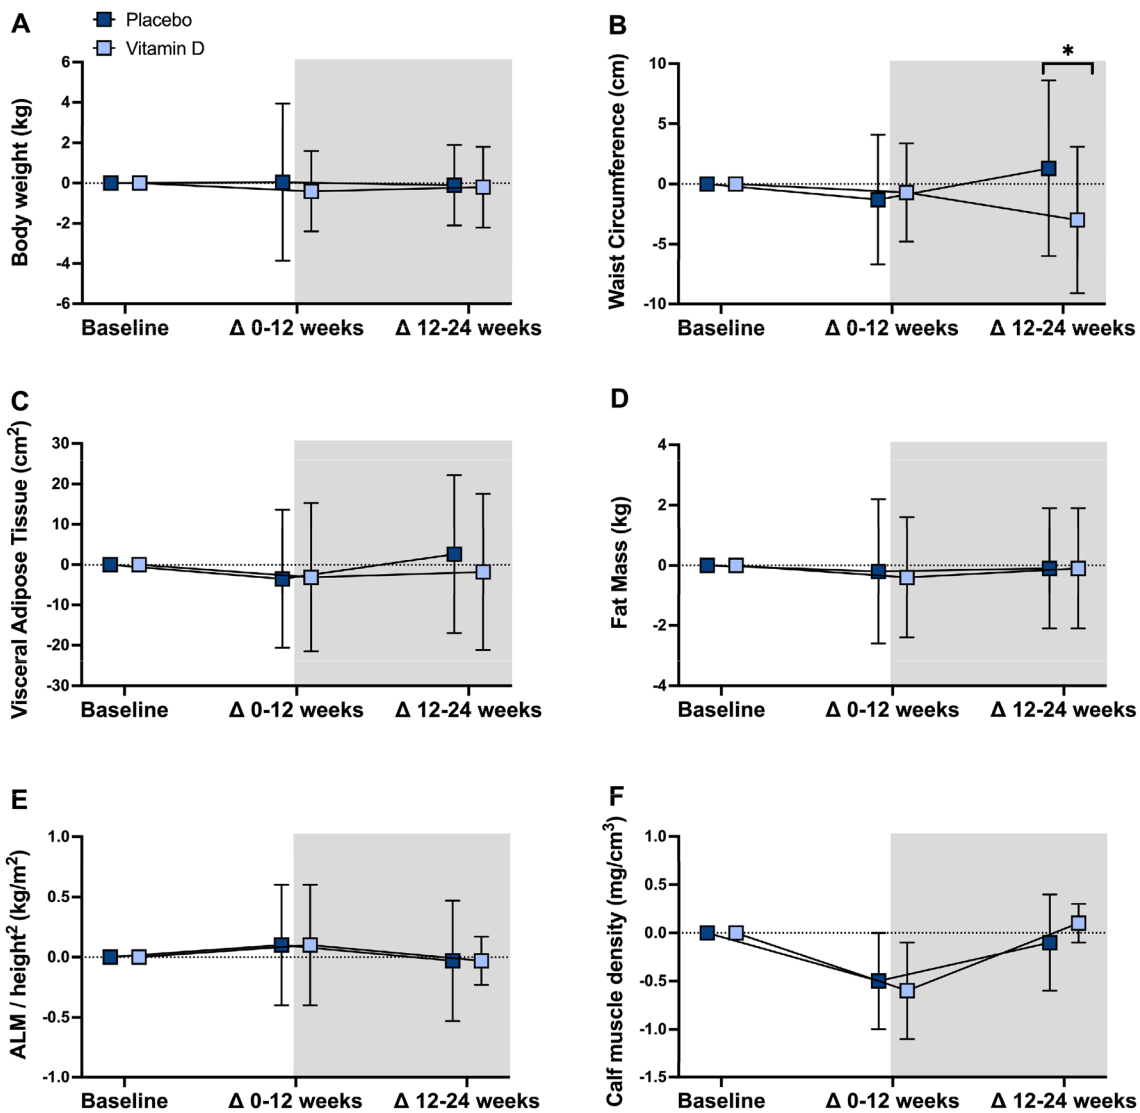 A
Placebo
Vitamin D
Body weight (kg)
6
4
2
0
-2
-4
-6
Baseline
Δ 0-12 weeks
Δ 12-24 weeks
B
Waist Circumference (cm)
10
5
0
-5
-10
*
Baseline
Δ 0-12 weeks
Δ 12-24 weeks
C
Visceral Adipose Tissue (cm²)
30
20
10
0
-10
-20
-30
Baseline
Δ 0-12 weeks
Δ 12-24 weeks
D
Fat Mass (kg)
4
2
0
-2
-4
Baseline
Δ 0-12 weeks
Δ 12-24 weeks
E
ALM / height² (kg/m²)
1.0
0.5
0.0
-0.5
-1.0
Baseline
Δ 0-12 weeks
Δ 12-24 weeks
F
Calf muscle density (mg/cm³)
1.0
0.5
0.0
-0.5
-1.0
-1.5
Baseline
Δ 0-12 weeks
Δ 12-24 weeks